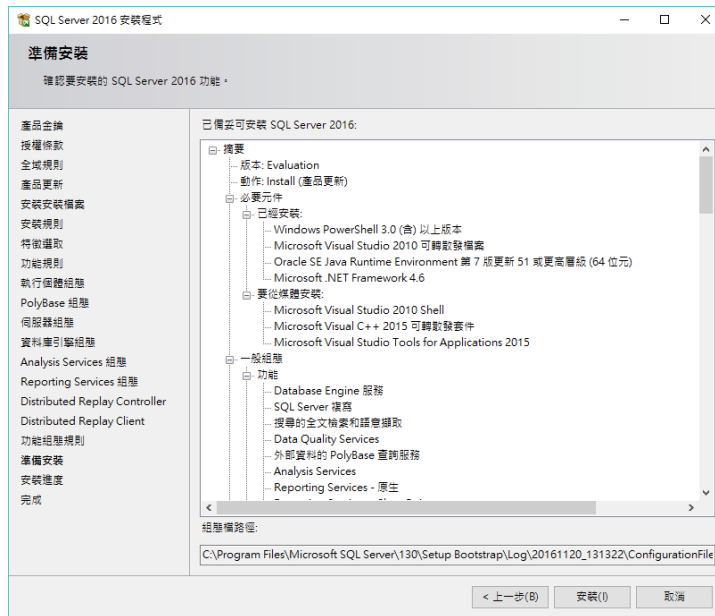 SQL Server 2016 安裝程式
準備安裝
確認要安裝的 SQL Server 2016 功能。
產品金鑰
授權條款
全域規則
產品更新
安裝安裝檔案
安裝規則
特徵選取
功能規則
執行個體組態
PolyBase 組態
伺服器組態
資料庫引擎組態
Analysis Services 組態
Reporting Services 組態
Distributed Replay Controller
Distributed Replay Client
功能組態規則
準備安裝
安裝進度
完成
已備妥可安裝 SQL Server 2016:
摘要
版本: Evaluation
動作: Install (產品更新)
必要元件
已經安裝:
Windows PowerShell 3.0 (含) 以上版本
Microsoft Visual Studio 2010 可轉散發檔案
Oracle SE Java Runtime Environment 第 7 版更新 51 或更高層級 (64 位元)
Microsoft .NET Framework 4.6
要從媒體安裝:
Microsoft Visual Studio 2010 Shell
Microsoft Visual C++ 2015 可轉散發套件
Microsoft Visual Studio Tools for Applications 2015
一般組態
功能
Database Engine 服務
SQL Server 複寫
搜尋的全文檢索和語意擷取
Data Quality Services
外部資料的 PolyBase 查詢服務
Analysis Services
Reporting Services - 原生
組態檔路徑:
C:\Program Files\Microsoft SQL Server\130\Setup Bootstrap\Log\20161120_131322\ConfigurationFile
< 上一步(B)
安裝(I)
取消